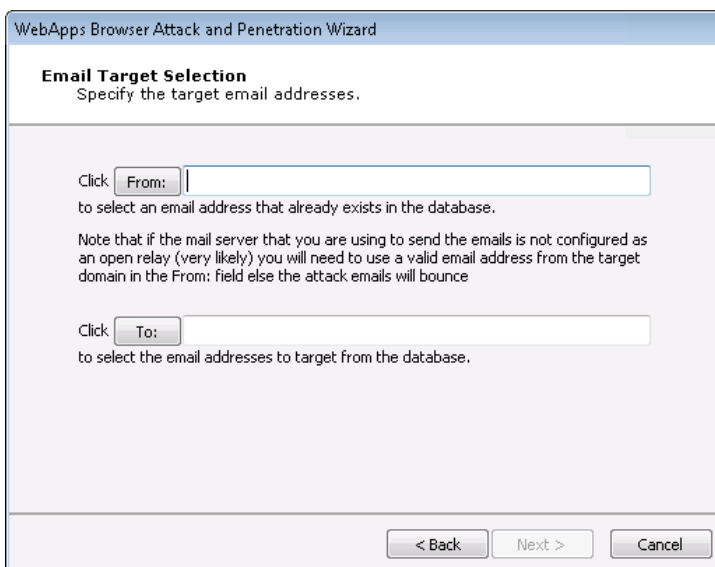 WebApps Browser Attack and Penetration Wizard
Email Target Selection
Specify the target email addresses.
Click From:
to select an email address that already exists in the database.
Note that if the mail server that you are using to send the emails is not configured as
an open relay (very likely) you will need to use a valid email address from the target
domain in the From: field else the attack emails will bounce
Click To:
to select the email addresses to target from the database.
< Back Next > Cancel